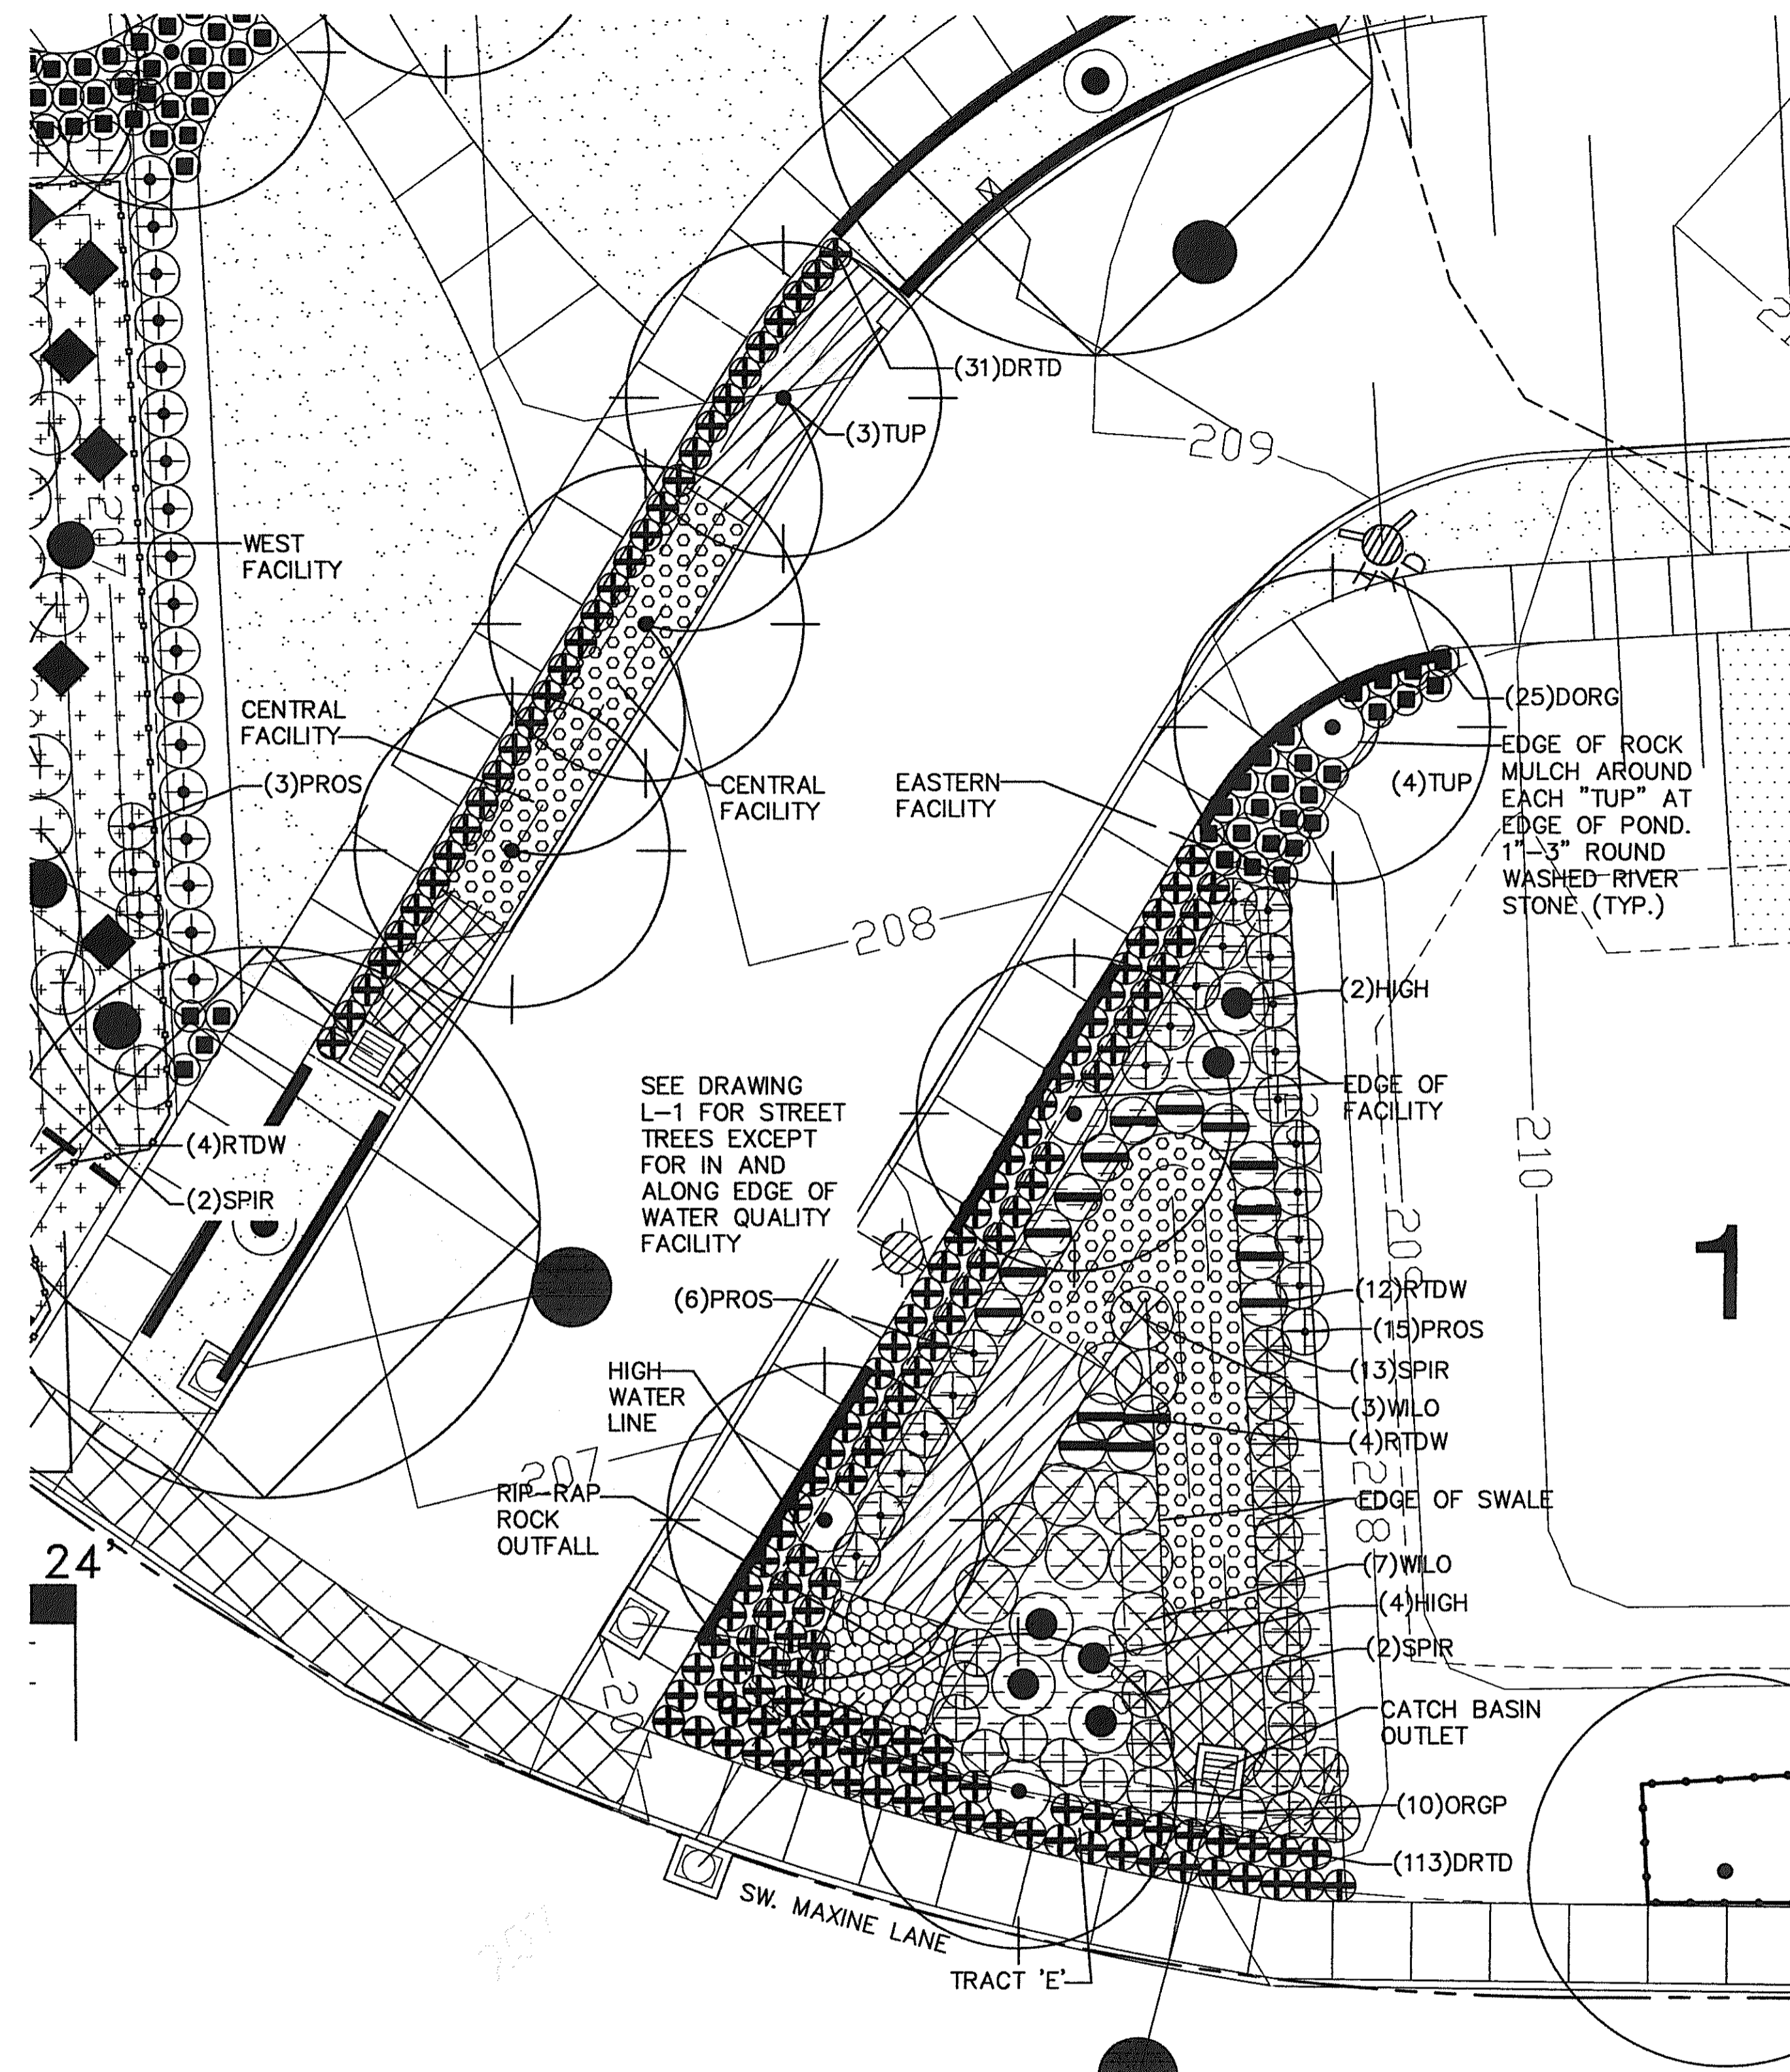 (31)DRTD
(3)TUP
209
WEST
FACILITY
(25)DORG
CENTRAL
FACILITY
EDGE OF ROCK
MULCH AROUND
EACH "TUP" AT
EDGE OF POND.
1"-3" ROUND
WASHED RIVER
STONE (TYP.)
(3)PROS
CENTRAL
FACILITY
EASTERN
FACILITY
(4)TUP
208
(2)HIGH
SEE DRAWING
L-1 FOR STREET
TREES EXCEPT
FOR IN AND
ALONG EDGE OF
WATER QUALITY
FACILITY
EDGE OF
FACILITY
(4)RTDW
(2)SPIR
210
209
1
(6)PROS
(12)RTDW
(15)PROS
(13)SPIR
(3)WILO
(4)RTDW
HIGH
WATER
LINE
207
RIP-RAP
ROCK
OUTFALL
208
EDGE OF SWALE
24'
(7)WILO
(4)HIGH
(2)SPIR
207
CATCH BASIN
OUTLET
(10)ORGP
(113)DRTD
SW. MAXINE LANE
TRACT 'E'